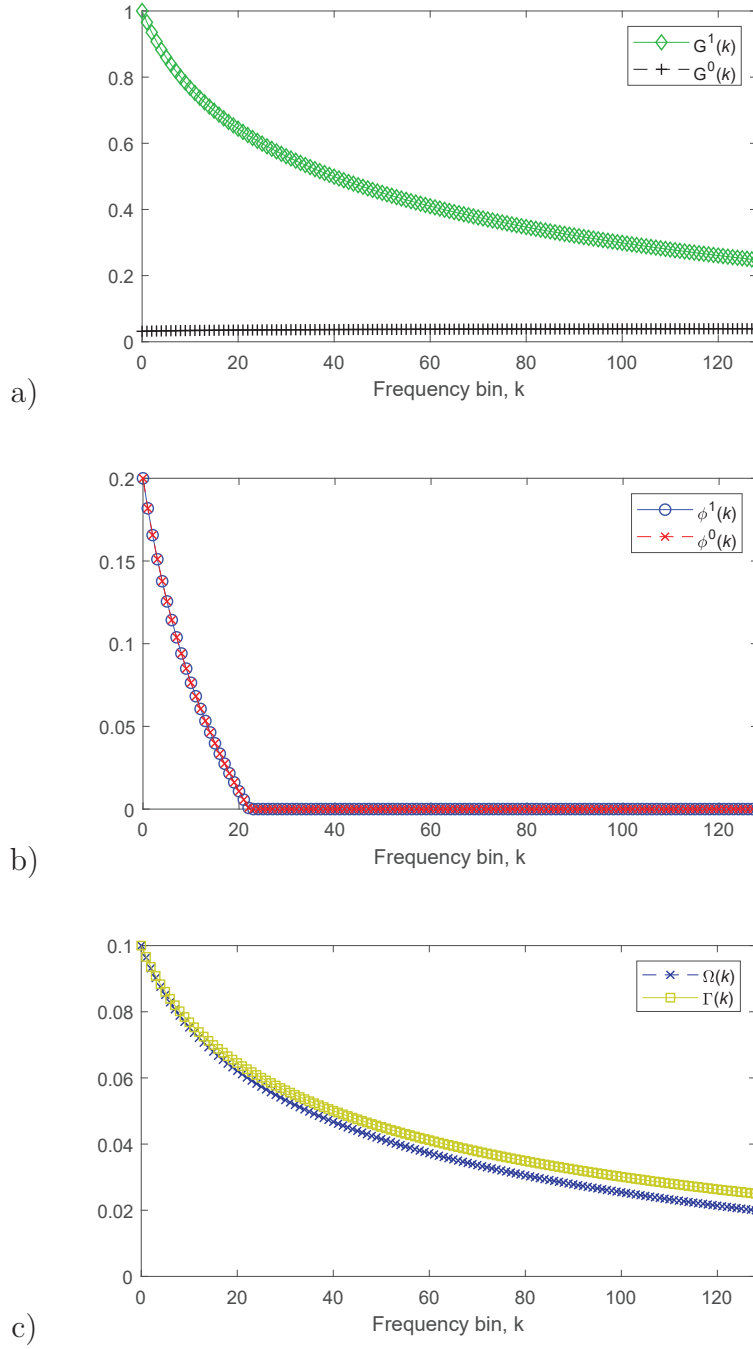 1
0.8
0.6
0.4
0.2
0
0 20 40 60 80 100 120
Frequency bin, k
G¹(k)
G⁰(k)
a)
0.2
0.15
0.1
0.05
0
0 20 40 60 80 100 120
Frequency bin, k
ϕ¹(k)
ϕ⁰(k)
b)
0.1
0.08
0.06
0.04
0.02
0
0 20 40 60 80 100 120
Frequency bin, k
Ω(k)
Γ(k)
c)